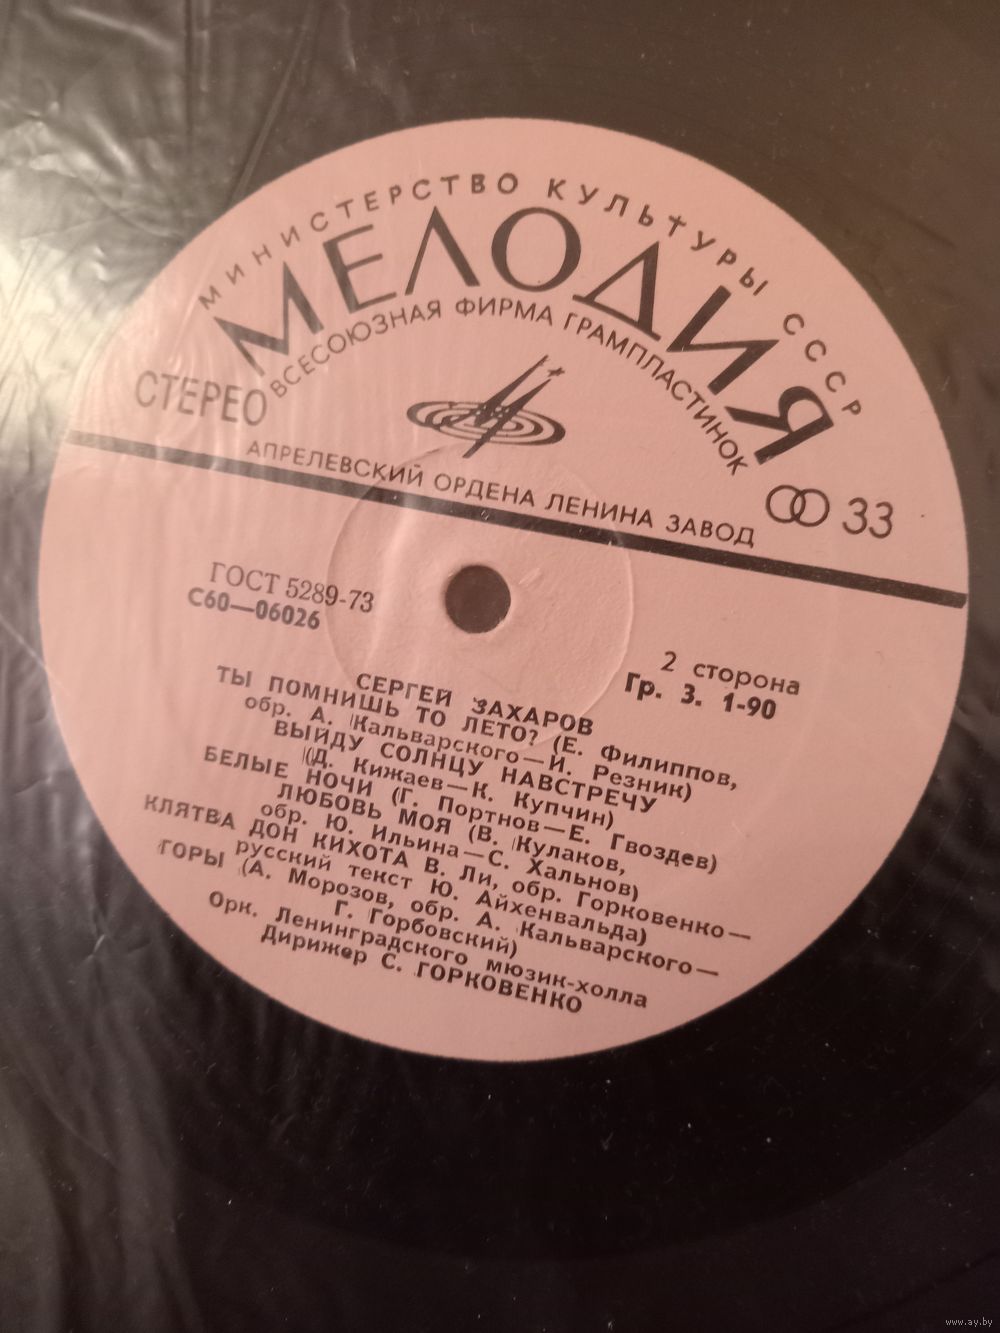 МИНИСТЕРСТВО КУЛЬТУРЫ СССР
МЕЛОДИЯ
ВСЕСОЮЗНАЯ ФИРМА ГРАМПЛАСТИНОК
СТЕРЕО
АПРЕЛЕВСКИЙ ОРДЕНА ЛЕНИНА ЗАВОД
33
ГОСТ 5289-73
С60—06026
2 сторона
Гр. 3. 1-90
СЕРГЕЙ ЗАХАРОВ
ТЫ ПОМНИШЬ ТО ЛЕТО? (Е. Филиппов,
обр. А. Кальварского—И. Резник)
ВЫЙДУ СОЛНЦУ НАВСТРЕЧУ
(Д. Кижаев—К. Купчин)
БЕЛЫЕ НОЧИ (Г. Портнов—Е. Гвоздев)
ЛЮБОВЬ МОЯ (В. Кулаков,
обр. Ю. Ильина—С. Хальнов)
КЛЯТВА ДОН КИХОТА В. Ли, обр. Горковенко—
русский текст Ю. Айхенвальда)
ГОРЫ (А. Морозов, обр. А. Кальварского—
Г. Горбовский)
Орк. Ленинградского мюзик-холла
Дирижер С. ГОРКОВЕНКО
www.ay.by